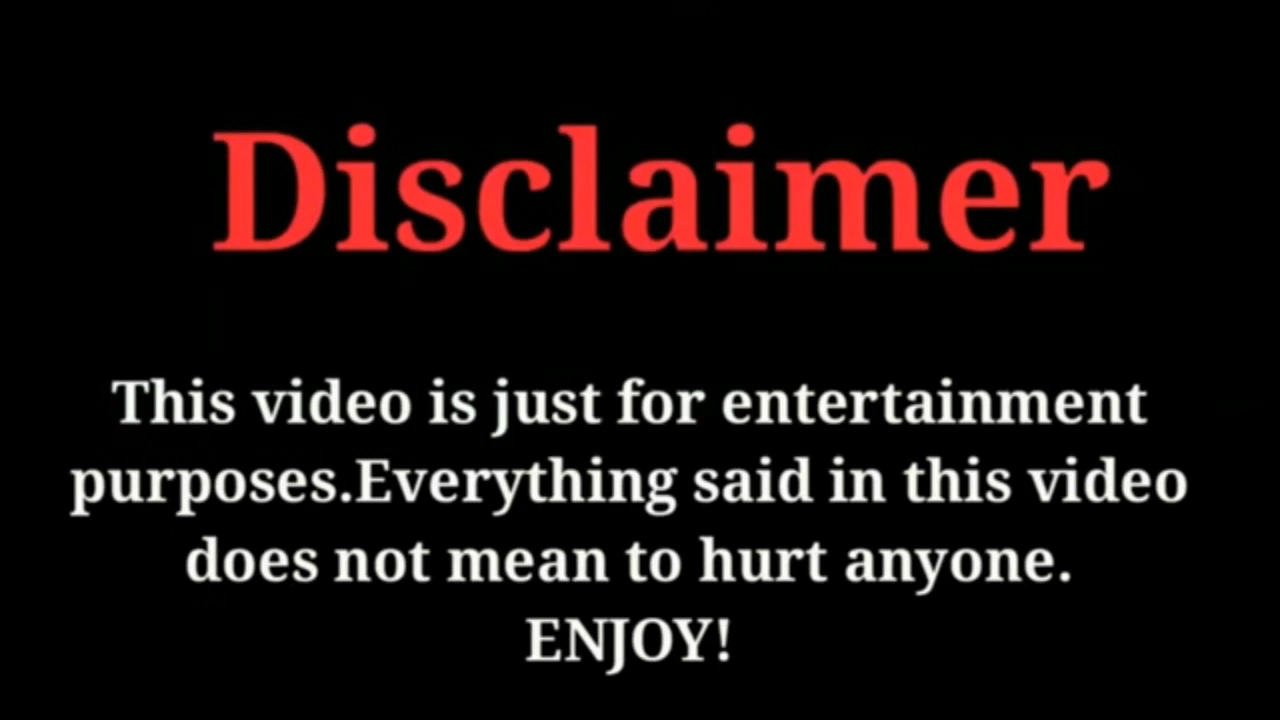 Disclaimer
This video is just for entertainment
purposes.Everything said in this video
does not mean to hurt anyone.
ENJOY!